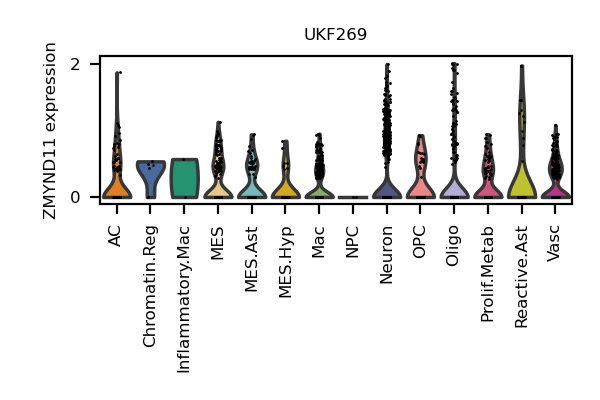 UKF269
ZMYND11 expression
2
0
AC
Chromatin.Reg
Inflammatory.Mac
MES
MES.Ast
MES.Hyp
Mac
NPC
Neuron
OPC
Oligo
Prolif.Metab
Reactive.Ast
Vasc